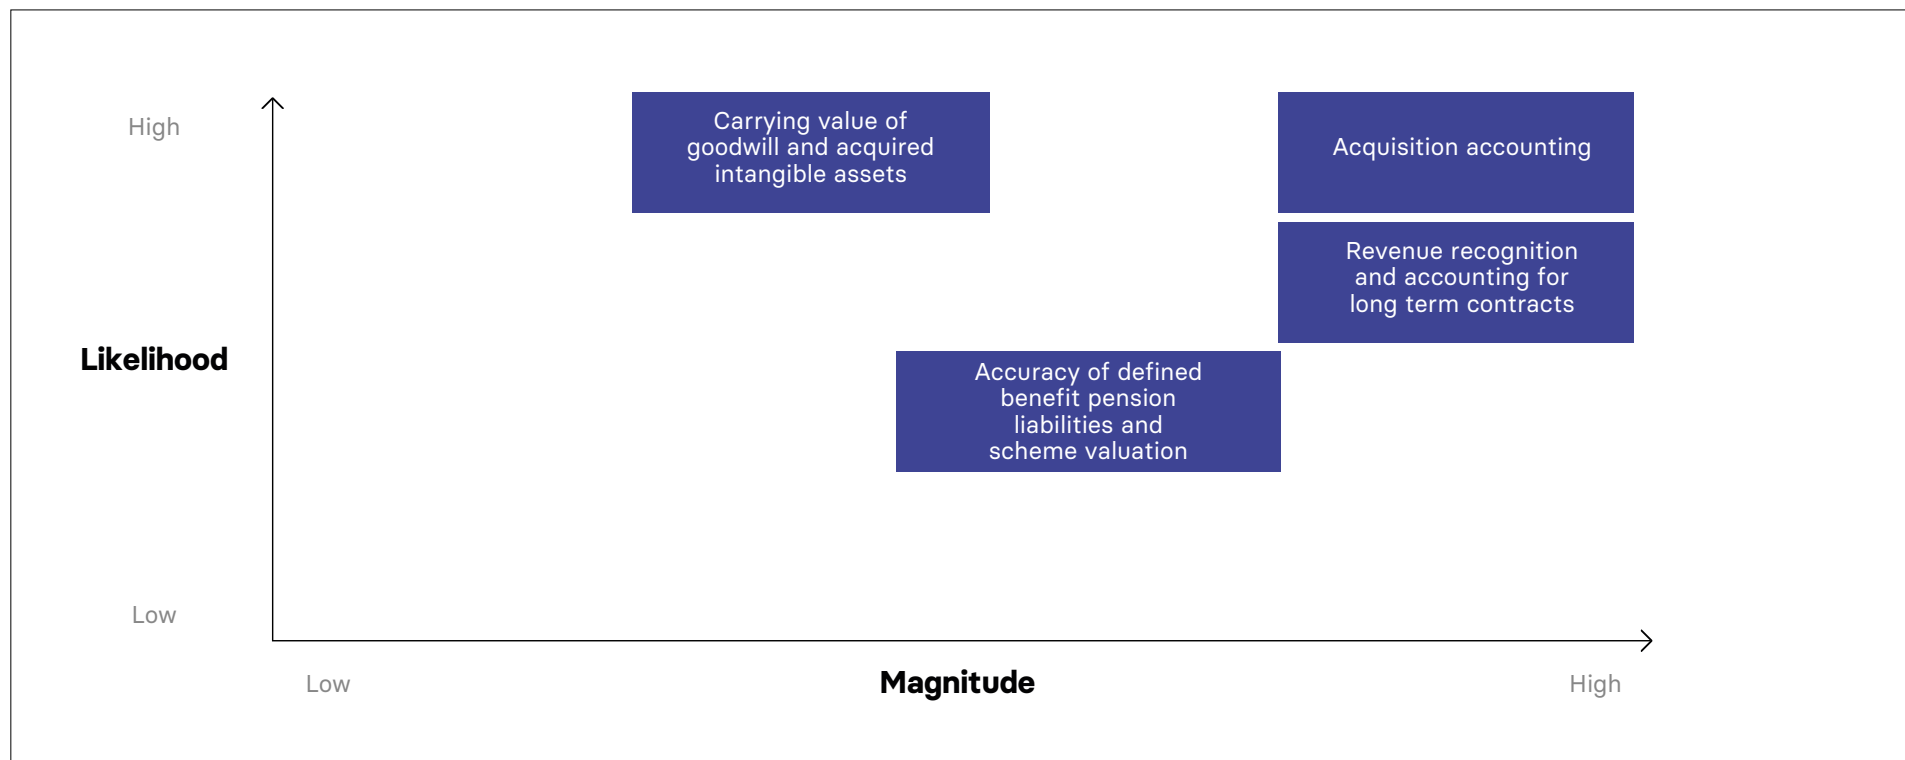 High
Carrying value of
goodwill and acquired
intangible assets
Acquisition accounting
Revenue recognition
and accounting for
long term contracts
Likelihood
Accuracy of defined
benefit pension
liabilities and
scheme valuation
Low
Low
Magnitude
High